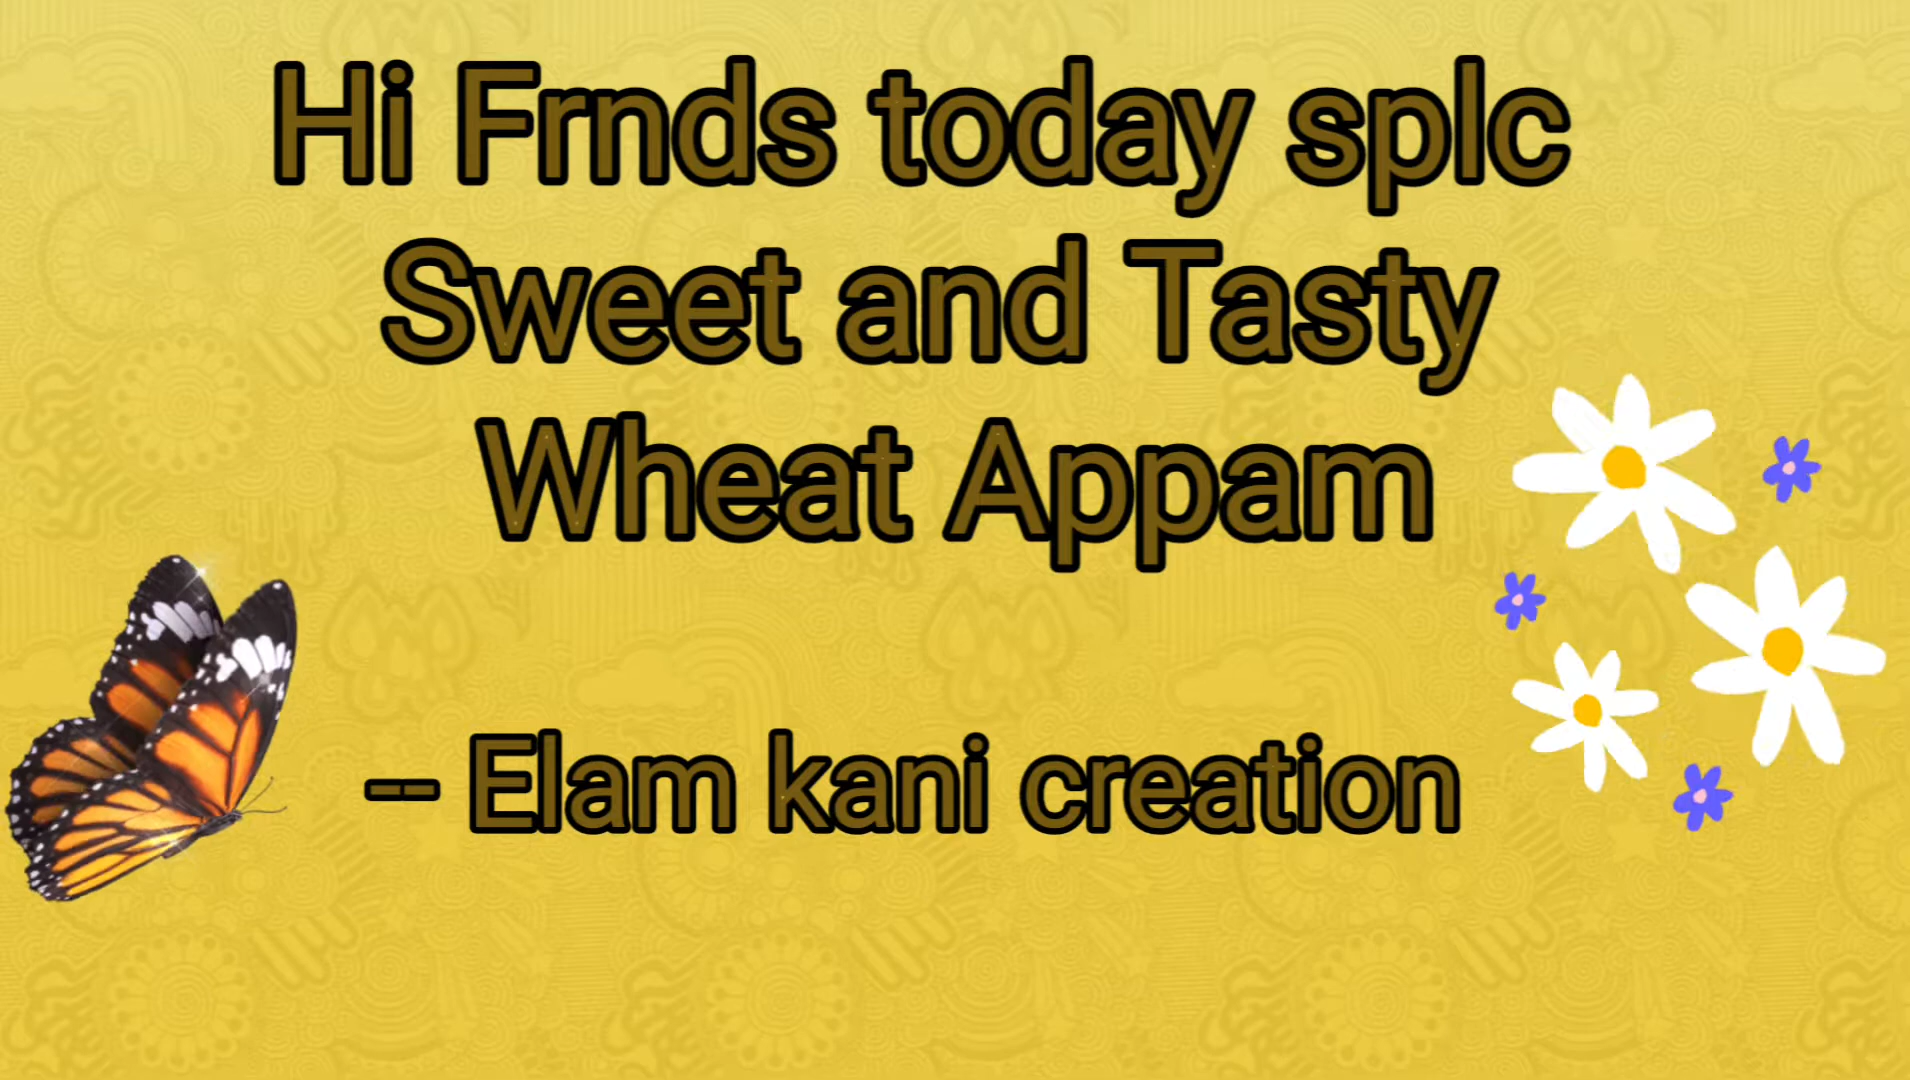 Hi Frnds today splc
Sweet and Tasty
Wheat Appam
-- Elam kani creation